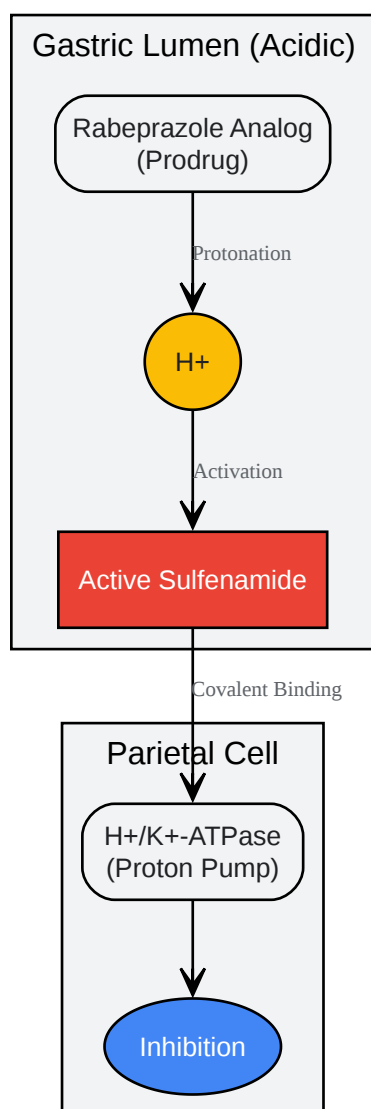 Gastric Lumen (Acidic)
Rabeprazole Analog
(Prodrug)
Protonation
H+
Activation
Active Sulfenamide
Covalent Binding
Parietal Cell
H+/K+-ATPase
(Proton Pump)
Inhibition